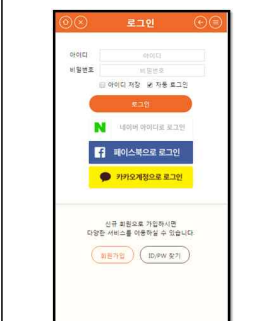 로그인
아이디
아이디
비밀번호
비밀번호
아이디 저장 자동 로그인
로그인
네이버 아이디로 로그인
페이스북으로 로그인
카카오계정으로 로그인
신규 회원으로 가입하시면
다양한 서비스를 이용하실 수 있습니다
회원가입
ID/PW 찾기